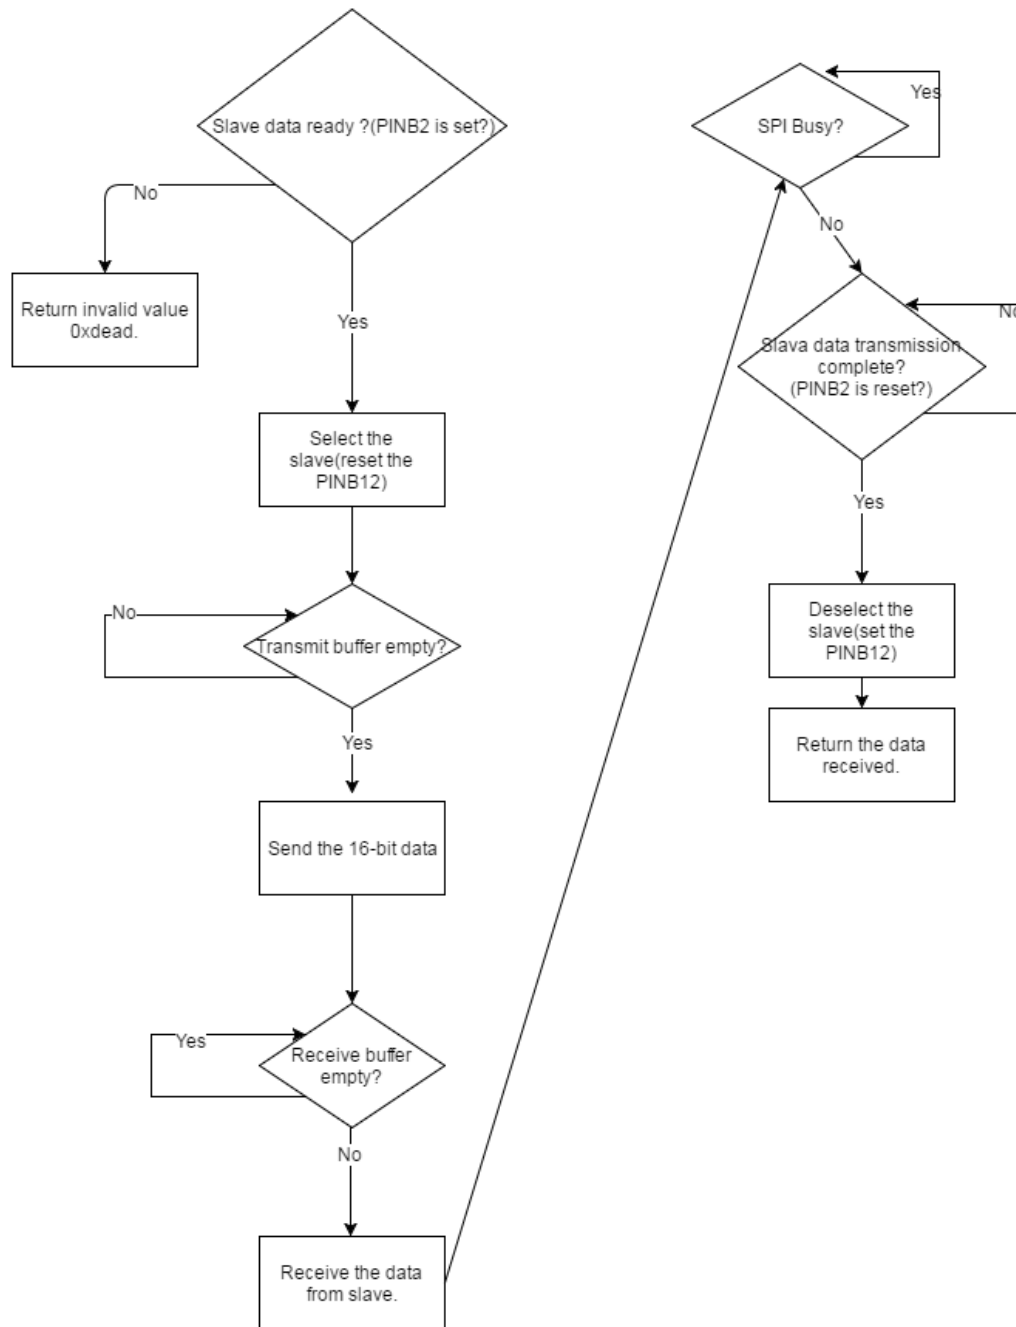 Slave data ready ?(PINB2 is set?)
No
Return invalid value
0xdead.
Yes
Select the
slave(reset the
PINB12)
No
Transmit buffer empty?
Yes
Send the 16-bit data
Yes
Receive buffer
empty?
No
Receive the data
from slave.
SPI Busy?
Yes
No
Slava data transmission
complete?
(PINB2 is reset?)
No
Yes
Deselect the
slave(set the
PINB12)
Return the data
received.